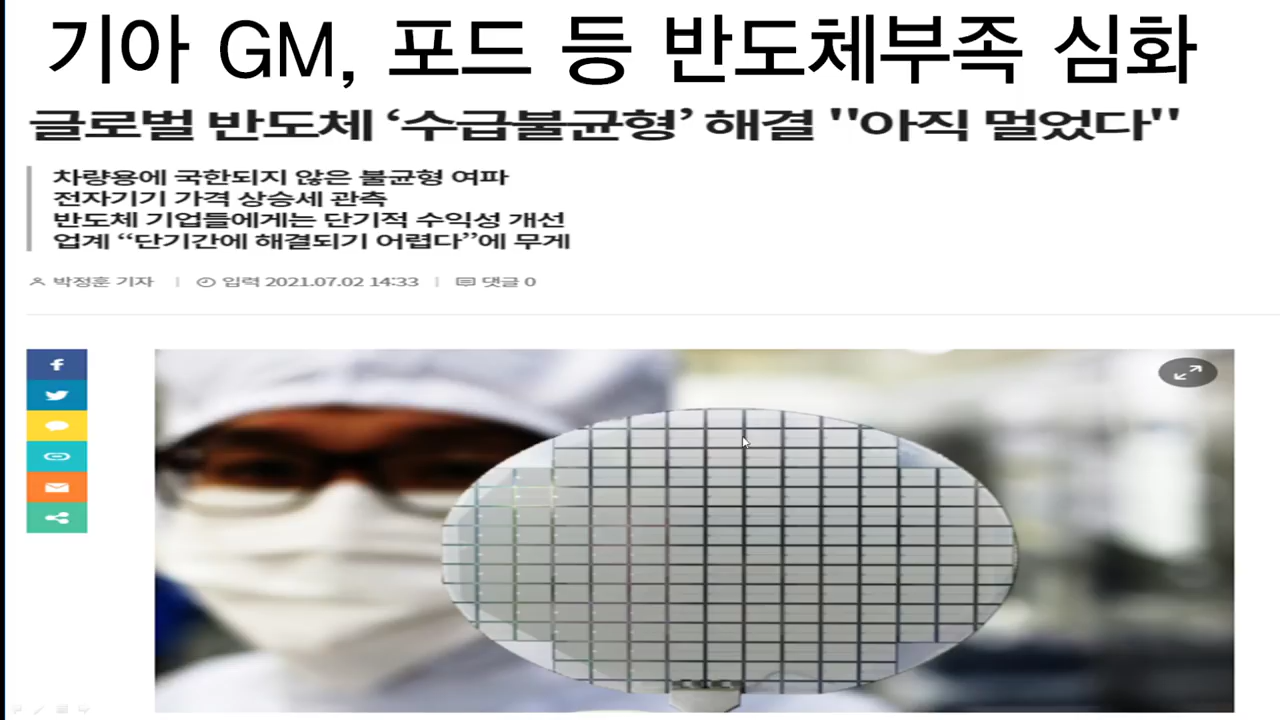 기아 GM, 포드 등 반도체부족 심화
글로벌 반도체 ‘수급불균형’ 해결 "아직 멀었다"
차량용에 국한되지 않은 불균형 여파
전자기기 가격 상승세 관측
반도체 기업들에게는 단기적 수익성 개선
업계 “단기간에 해결되기 어렵다”에 무게
박정훈 기자 | 입력 2021.07.02 14:33 | 댓글 0